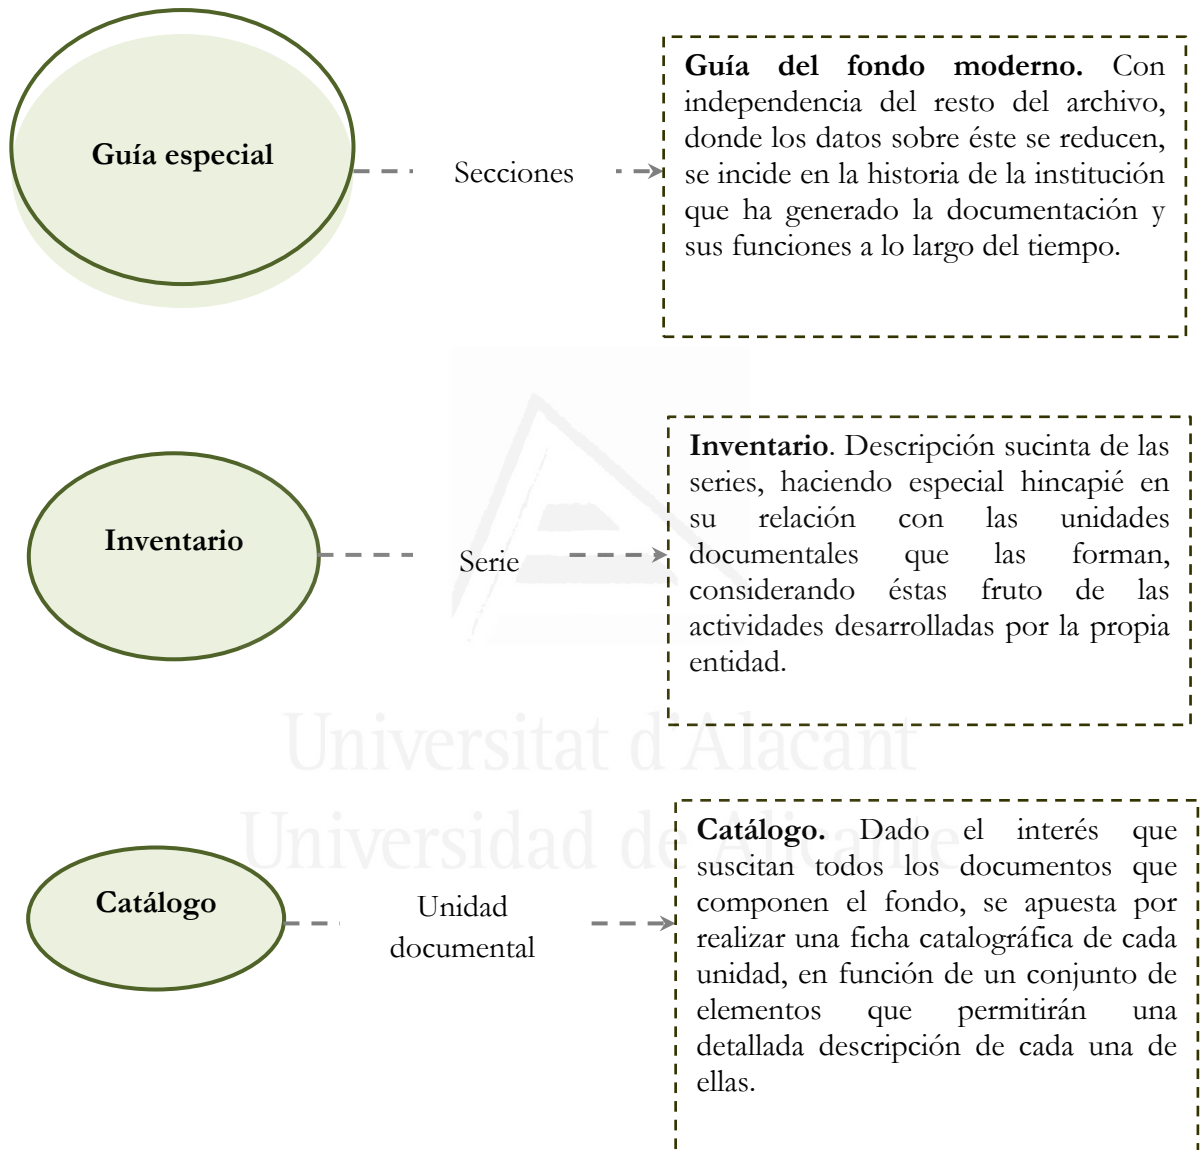 Guía especial
Secciones
Guía del fondo moderno. Con
independencia del resto del archivo,
donde los datos sobre éste se reducen,
se incide en la historia de la institución
que ha generado la documentación y
sus funciones a lo largo del tiempo.
Inventario
Serie
Inventario. Descripción sucinta de las
series, haciendo especial hincapié en
su relación con las unidades
documentales que las forman,
considerando éstas fruto de las
actividades desarrolladas por la propia
entidad.
Universitat d'Alacant
Universidad de Alicante
Catálogo
Unidad
documental
Catálogo. Dado el interés que
suscitan todos los documentos que
componen el fondo, se apuesta por
realizar una ficha catalográfica de cada
unidad, en función de un conjunto de
elementos que permitirán una
detallada descripción de cada una de
ellas.